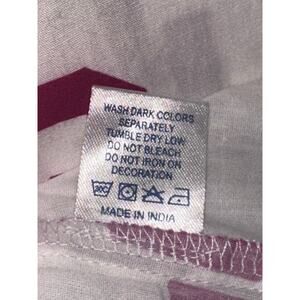 WASH DARK COLORS
SEPARATELY
TUMBLE DRY LOW
DO NOT BLEACH
DO NOT IRON ON
DECORATION
MADE IN INDIA